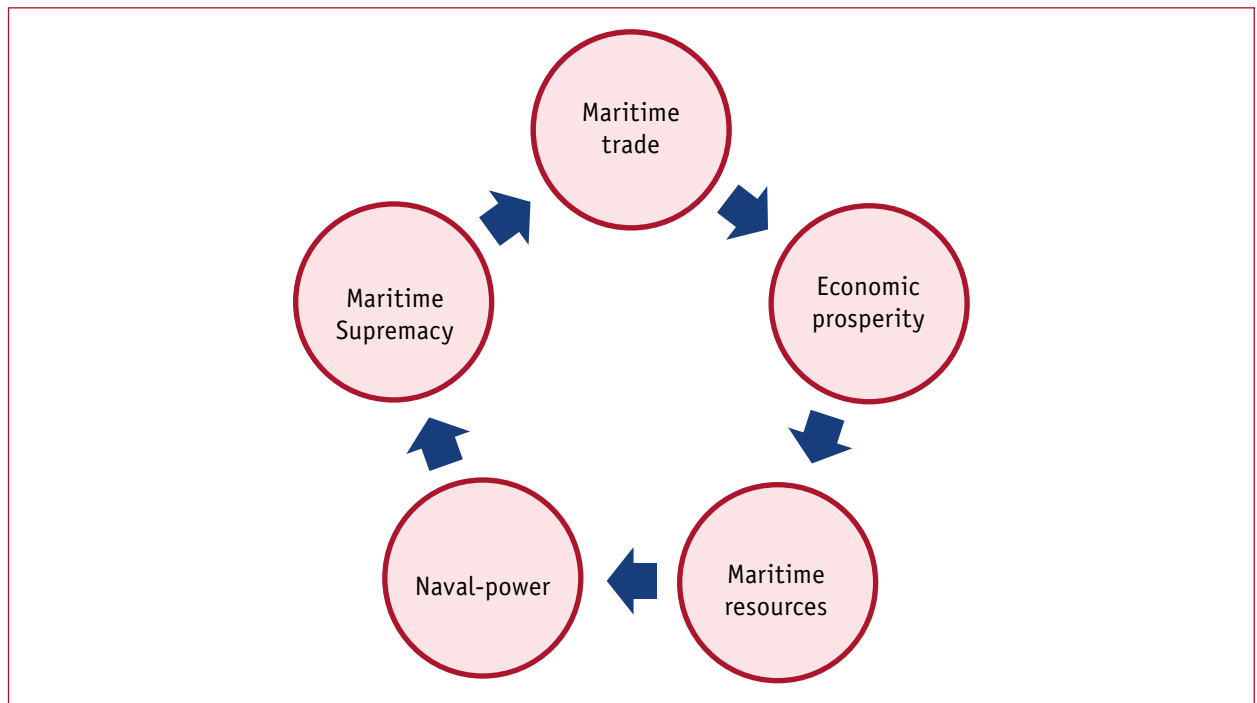 Maritime
trade
Economic
prosperity
Maritime
resources
Naval-power
Maritime
Supremacy